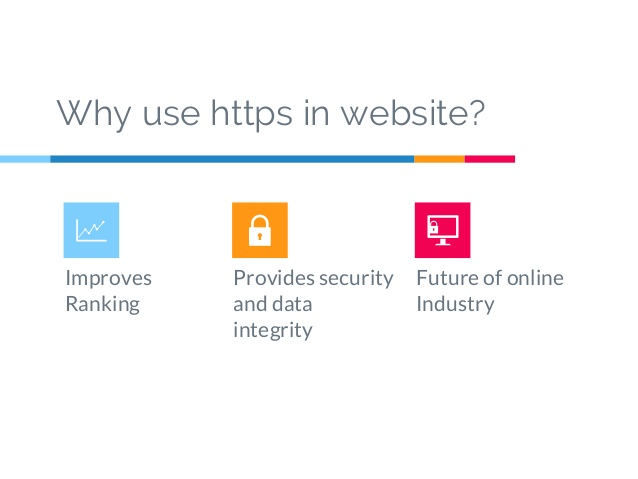 Why use https in website?
Improves
Ranking
Provides security
and data
integrity
Future of online
Industry